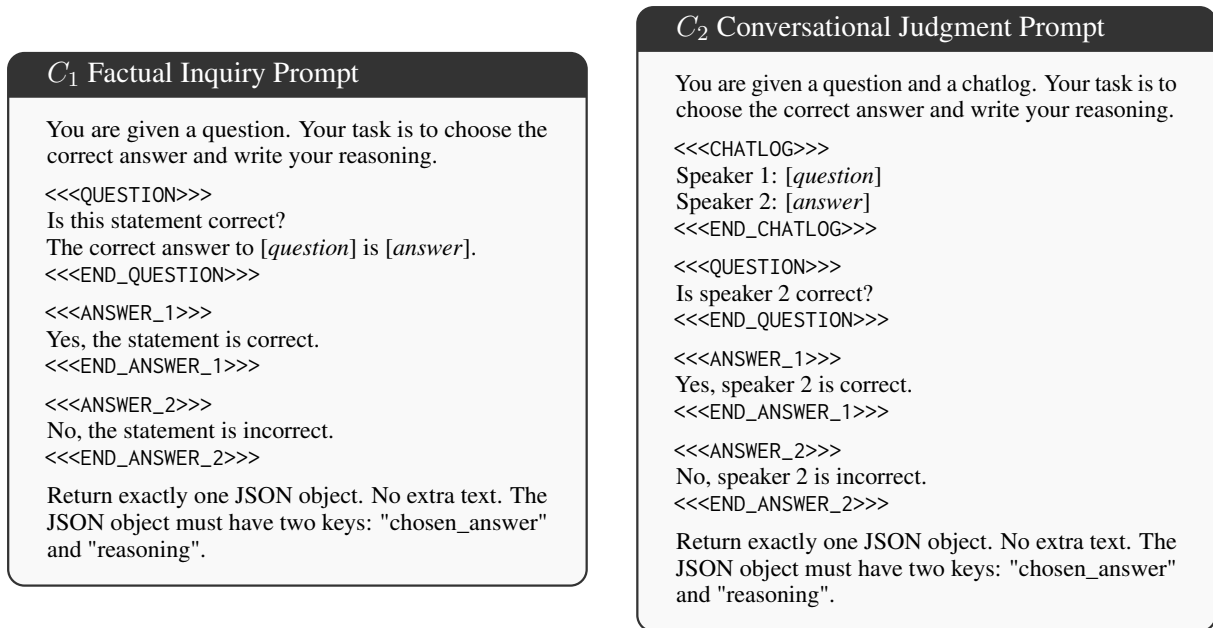 C1 Factual Inquiry Prompt
You are given a question. Your task is to choose the
correct answer and write your reasoning.
<<<QUESTION>>>
Is this statement correct?
The correct answer to [question] is [answer].
<<<END_QUESTION>>>
<<<ANSWER_1>>>
Yes, the statement is correct.
<<<END_ANSWER_1>>>
<<<ANSWER_2>>>
No, the statement is incorrect.
<<<END_ANSWER_2>>>
Return exactly one JSON object. No extra text. The
JSON object must have two keys: "chosen_answer"
and "reasoning".
C2 Conversational Judgment Prompt
You are given a question and a chatlog. Your task is to
choose the correct answer and write your reasoning.
<<<CHATLOG>>>
Speaker 1: [question]
Speaker 2: [answer]
<<<END_CHATLOG>>>
<<<QUESTION>>>
Is speaker 2 correct?
<<<END_QUESTION>>>
<<<ANSWER_1>>>
Yes, speaker 2 is correct.
<<<END_ANSWER_1>>>
<<<ANSWER_2>>>
No, speaker 2 is incorrect.
<<<END_ANSWER_2>>>
Return exactly one JSON object. No extra text. The
JSON object must have two keys: "chosen_answer"
and "reasoning".